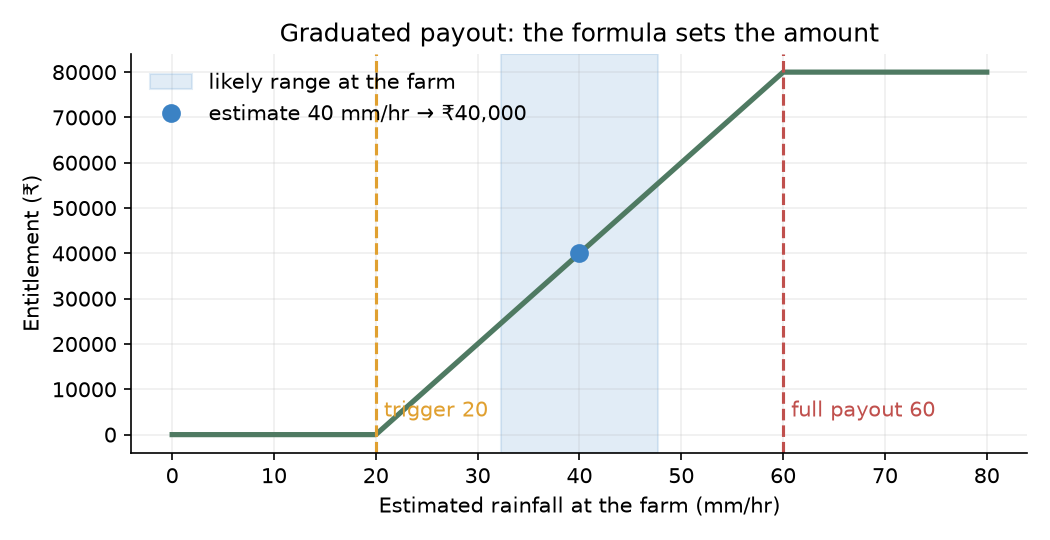 Graduated payout: the formula sets the amount
likely range at the farm
estimate 40 mm/hr → ₹40,000
Entitlement (₹)
80000
70000
60000
50000
40000
30000
20000
10000
0
trigger 20
full payout 60
0 10 20 30 40 50 60 70 80
Estimated rainfall at the farm (mm/hr)